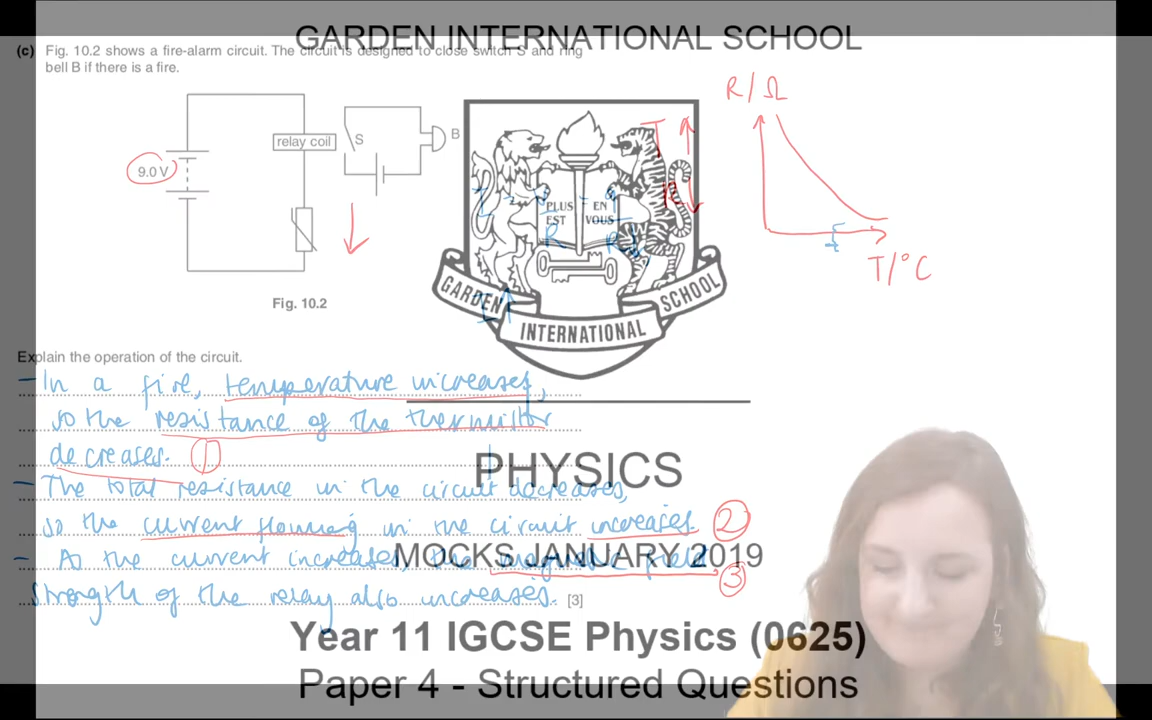 GARDEN INTERNATIONAL SCHOOL
(c) Fig. 10.2 shows a fire-alarm circuit. The circuit is designed to close switch S and ring
bell B if there is a fire.
R/Ω
relay coil
S
B
9.0 V
T
R
PLUS EN
EST VOUS
R
T/°C
GARDEN
SCHOOL
INTERNATIONAL
Fig. 10.2
Explain the operation of the circuit.
- In a fire, temperature increases,
so the resistance of the thermistor
decreases. 1
PHYSICS
- The total resistance in the circuit decreases,
so the current flowing in the circuit increases. 2
MOCKS JANUARY 2019
- As the current increases, the magnetic field 3
strength of the relay also increases. [3]
Year 11 IGCSE Physics (0625)
Paper 4 - Structured Questions